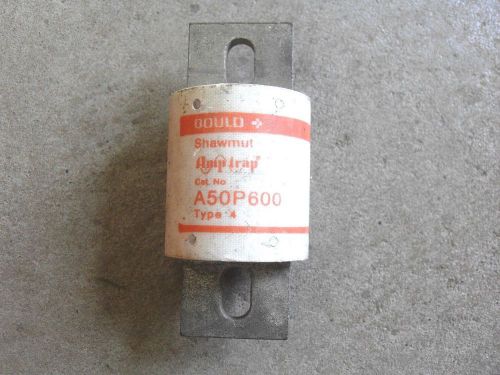 GOULD
Shawmut
Amp-trap®
Cat. No
A50P600
Type 4